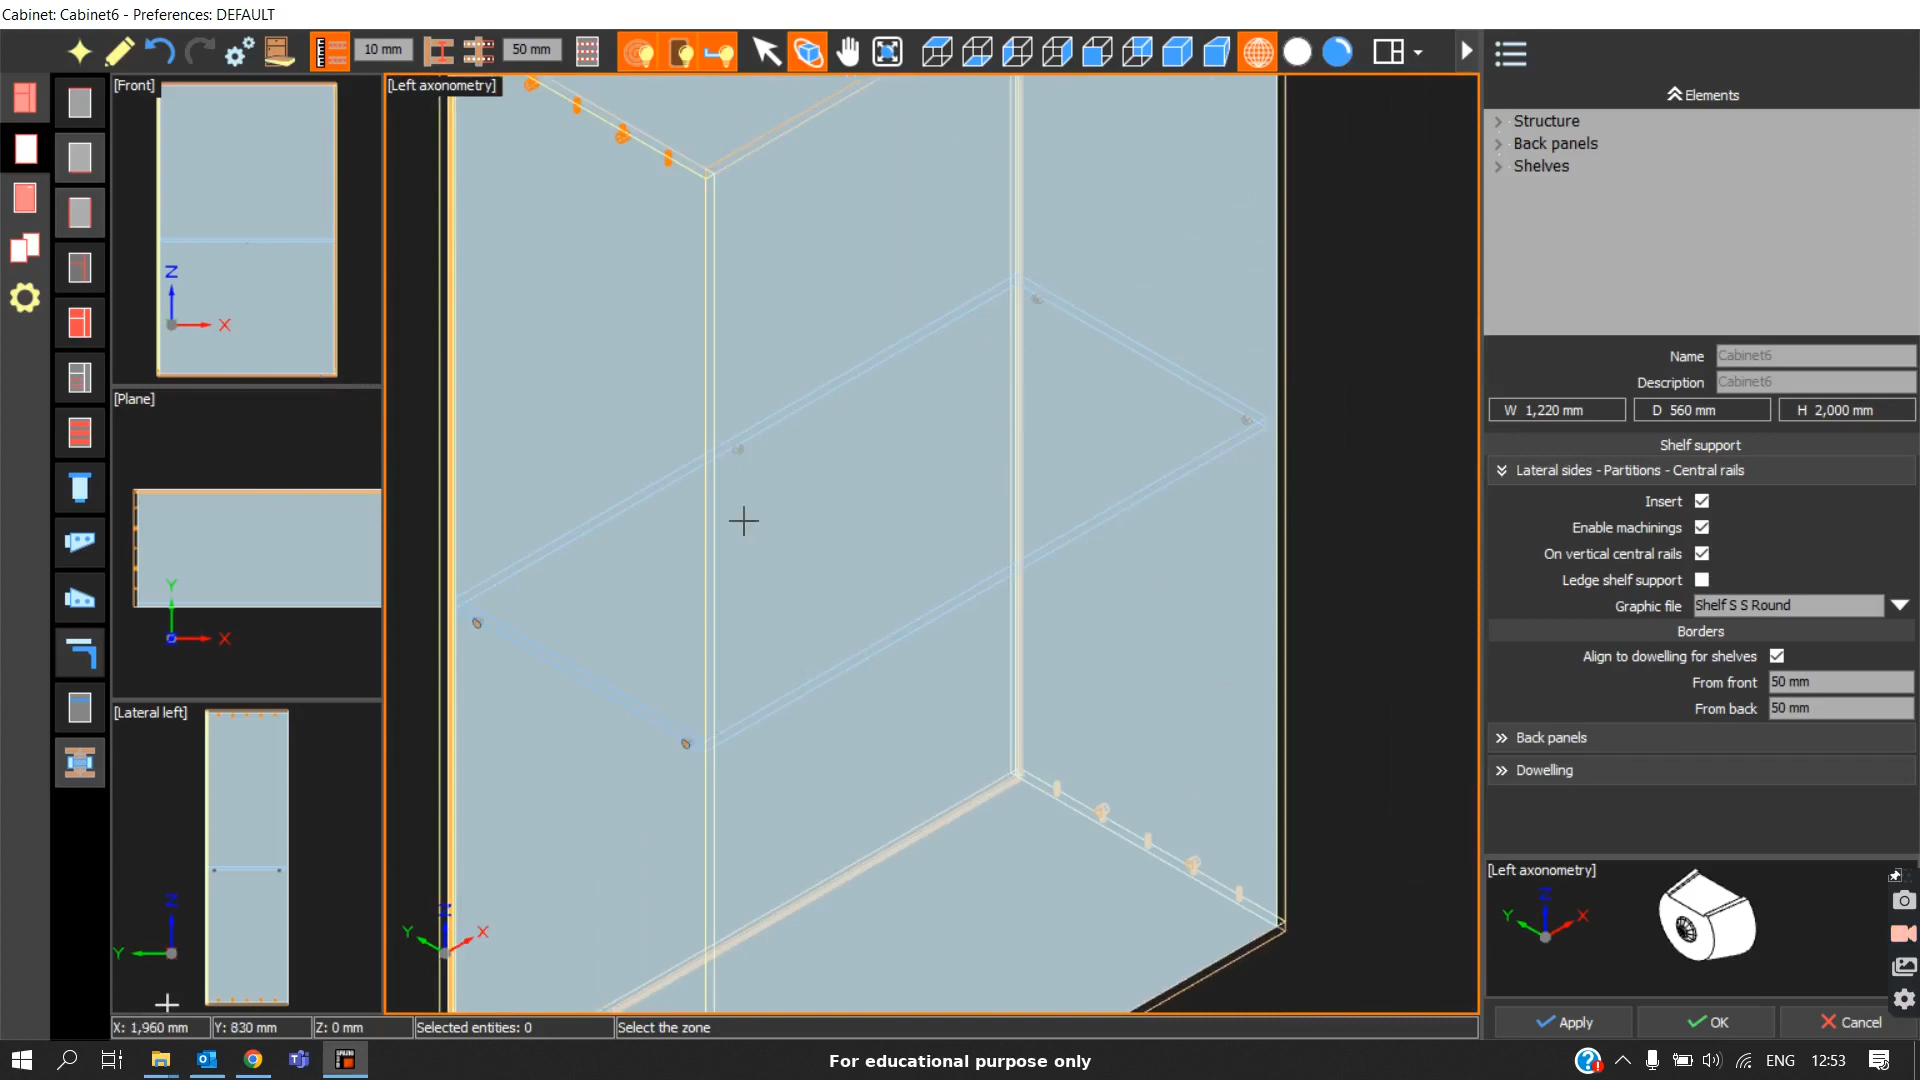 Cabinet: Cabinet6 - Preferences: DEFAULT
10 mm
50 mm
[Front]
Z
X
[Plane]
Y
X
[Lateral left]
Z
Y
[Left axonometry]
Z
Y
X
Elements
Structure
Back panels
Shelves
Name Cabinet6
Description Cabinet6
W 1,220 mm D 560 mm H 2,000 mm
Shelf support
Lateral sides - Partitions - Central rails
Insert
Enable machinings
On vertical central rails
Ledge shelf support
Graphic file Shelf S S Round
Borders
Align to dowelling for shelves
From front 50 mm
From back 50 mm
Back panels
Dowelling
[Left axonometry]
Z
Y
X
Apply OK Cancel
X: 1,960 mm Y: 830 mm Z: 0 mm Selected entities: 0 Select the zone
For educational purpose only
ENG 12:53